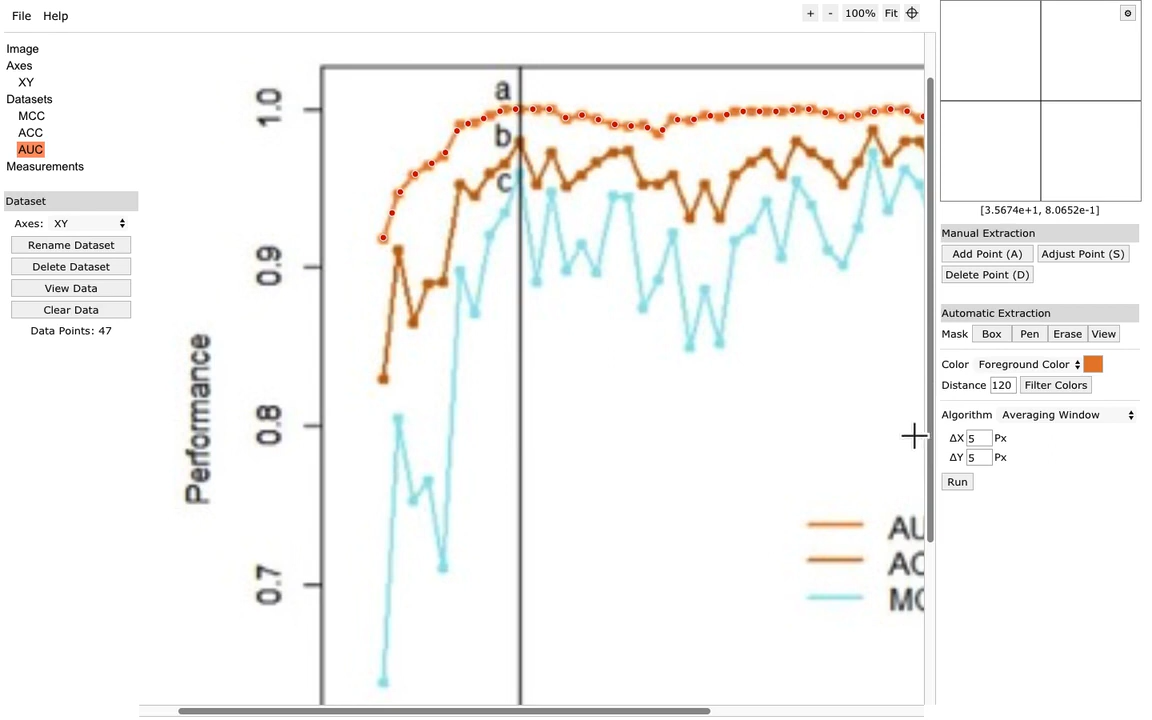 File Help
+ - 100% Fit
Image
Axes
XY
Datasets
MCC
ACC
AUC
Measurements
Dataset
Axes: XY
Rename Dataset
Delete Dataset
View Data
Clear Data
Data Points: 47
Performance
1.0
0.9
0.8
0.7
a
b
c
AU
AC
MC
[3.5674e+1, 8.0652e-1]
Manual Extraction
Add Point (A) Adjust Point (S)
Delete Point (D)
Automatic Extraction
Mask Box Pen Erase View
Color Foreground Color
Distance 120 Filter Colors
Algorithm Averaging Window
ΔX 5 Px
ΔY 5 Px
Run